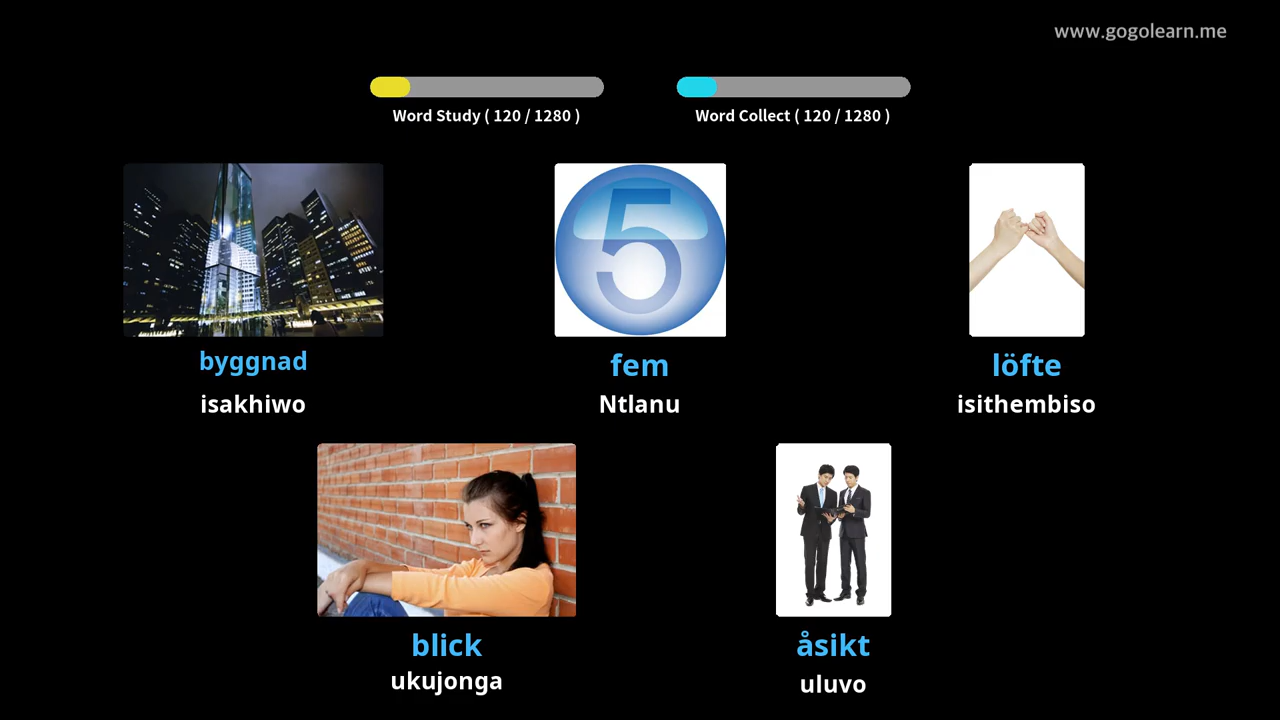 www.gogolearn.me
Word Study ( 120 / 1280 )
Word Collect ( 120 / 1280 )
5
byggnad
isakhiwo
fem
Ntlanu
löfte
isithembiso
blick
ukujonga
åsikt
uluvo